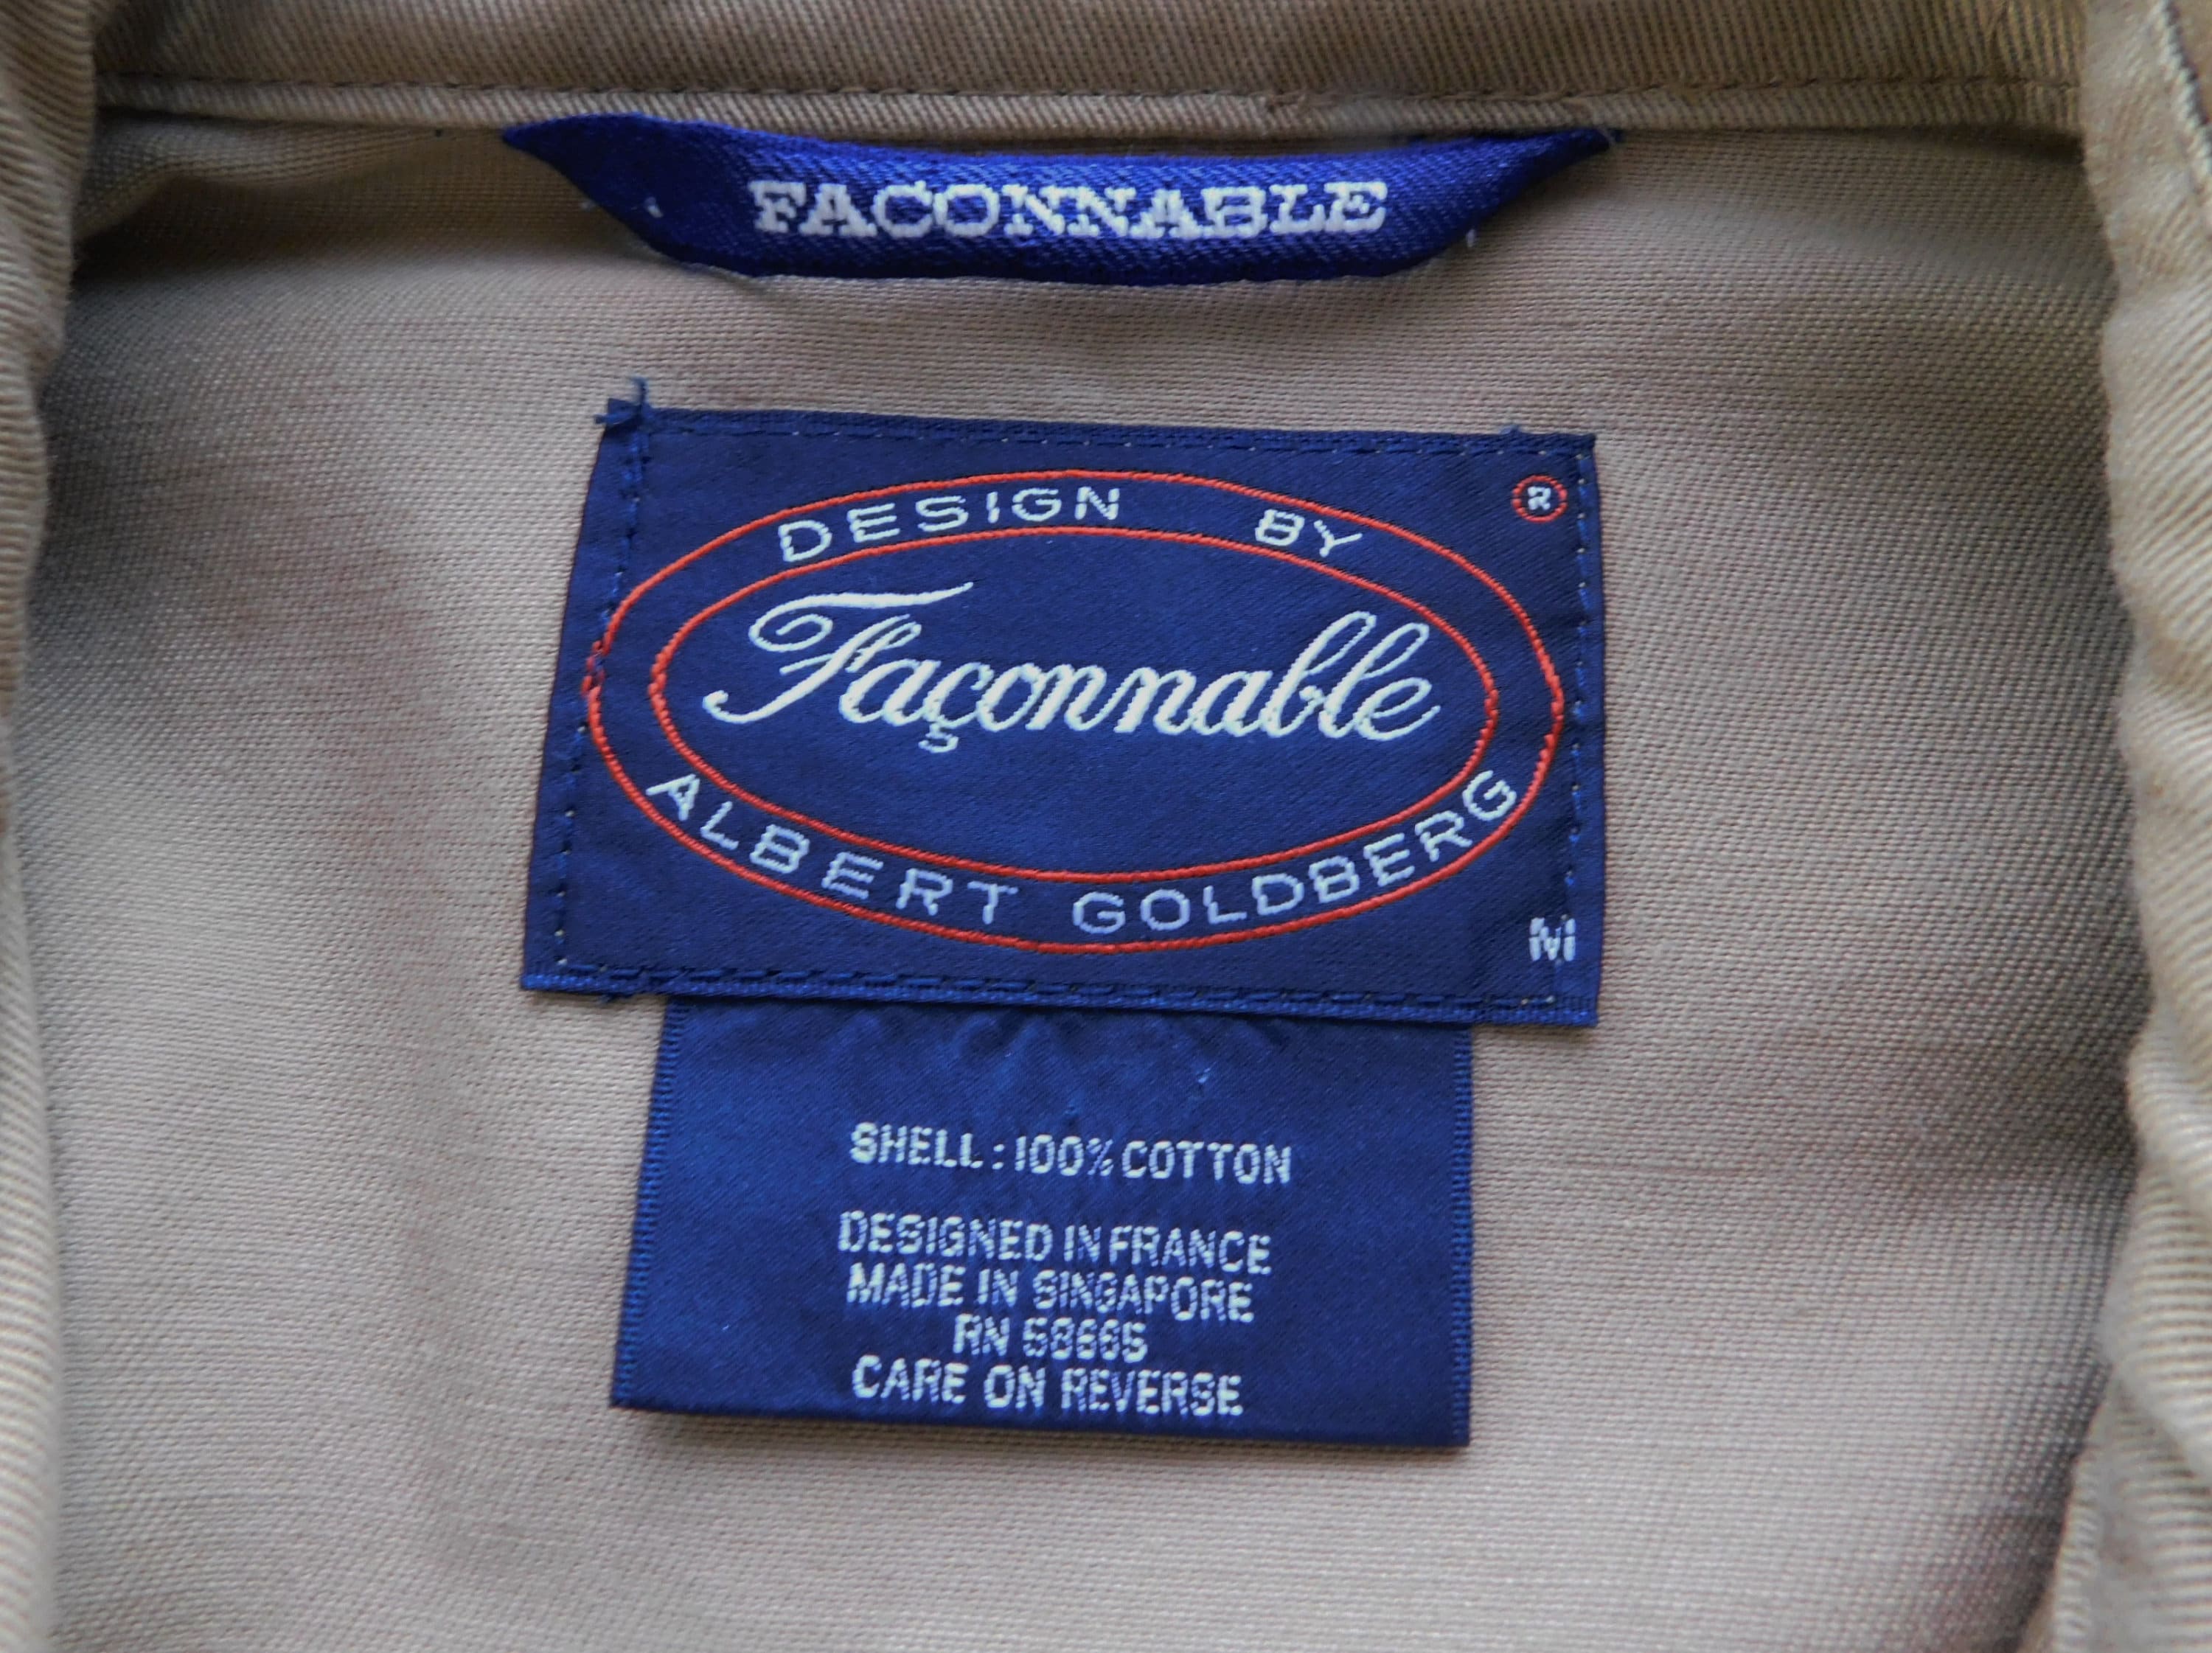 FAÇONNABLE
DESIGN BY
®
Façonnable
ALBERT GOLDBERG
M
SHELL : 100% COTTON
DESIGNED IN FRANCE
MADE IN SINGAPORE
RN 58665
CARE ON REVERSE